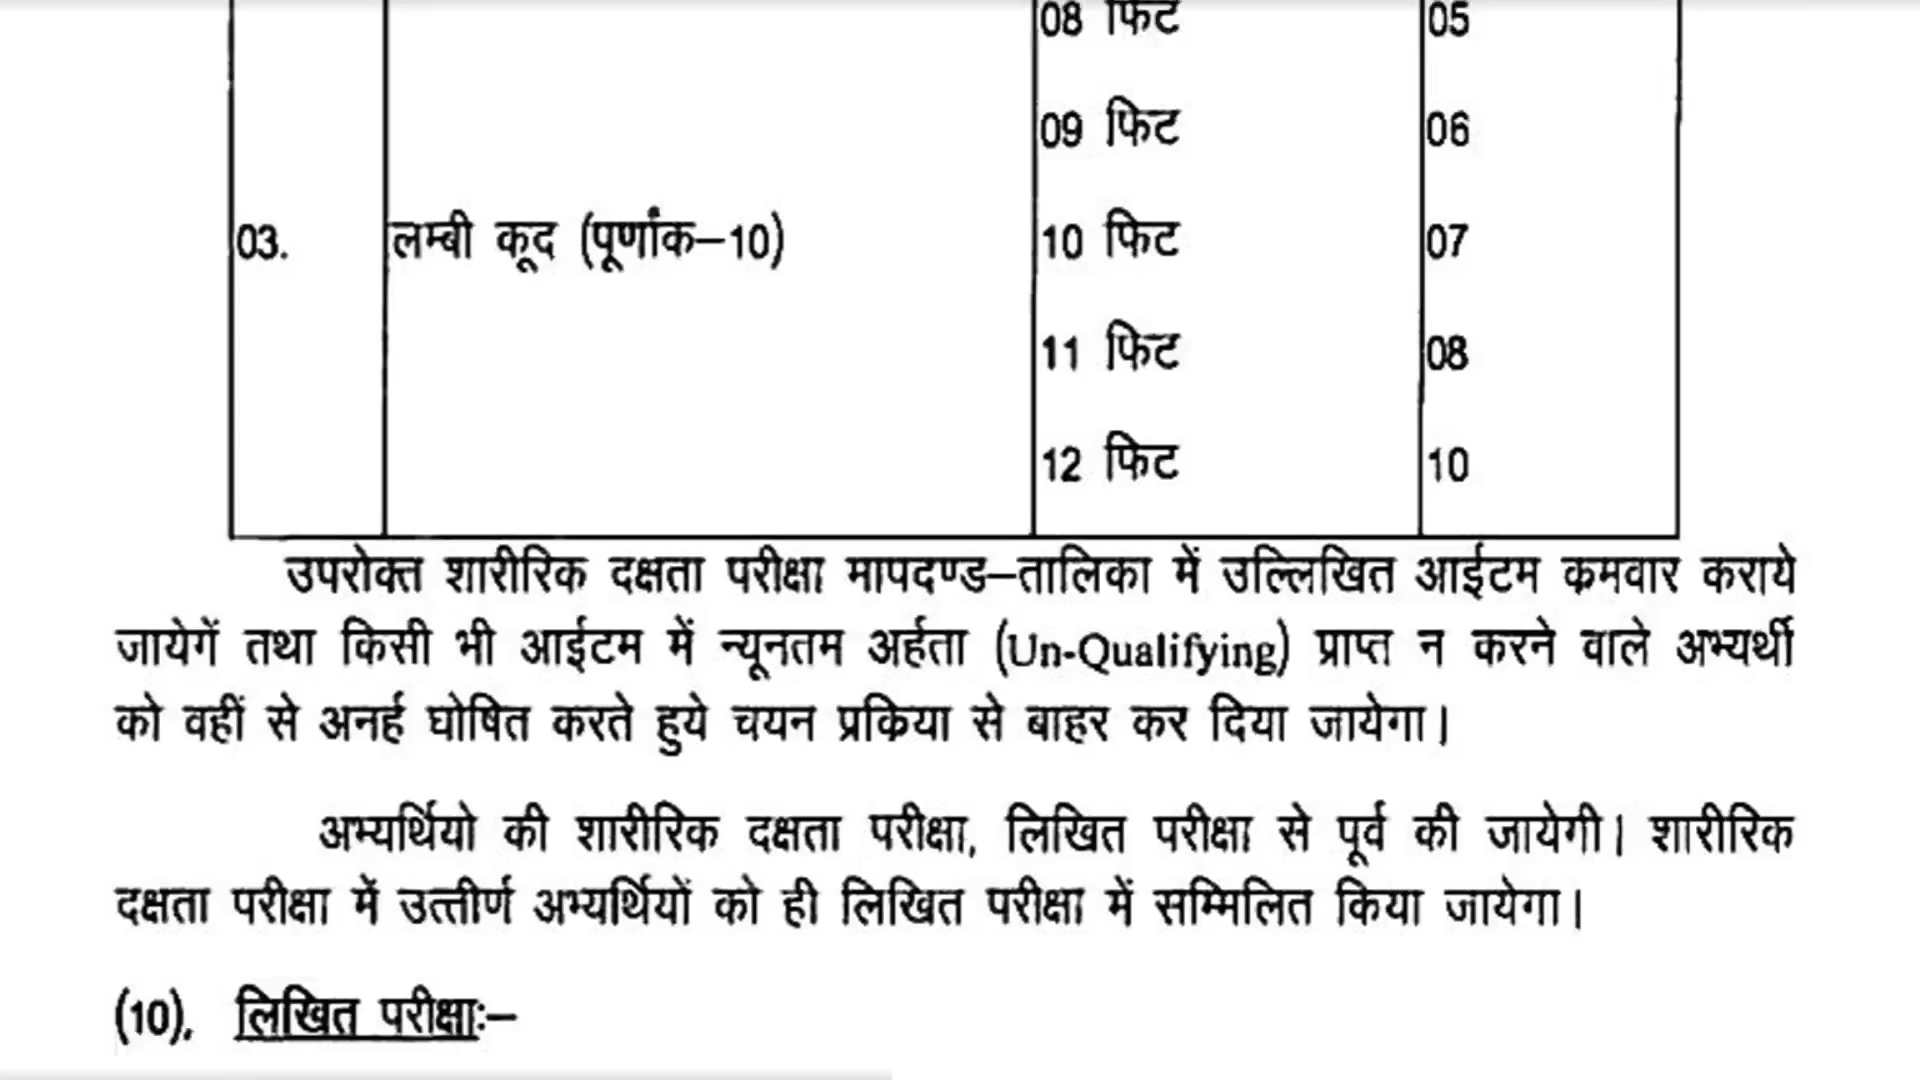 08 फिट 05
09 फिट 06
03. लम्बी कूद (पूर्णांक–10) 10 फिट 07
11 फिट 08
12 फिट 10
उपरोक्त शारीरिक दक्षता परीक्षा मापदण्ड–तालिका में उल्लिखित आईटम क्रमवार कराये
जायेगें तथा किसी भी आईटम में न्यूनतम अर्हता (Un-Qualifying) प्राप्त न करने वाले अभ्यर्थी
को वहीं से अनर्ह घोषित करते हुये चयन प्रक्रिया से बाहर कर दिया जायेगा।
अभ्यर्थियो की शारीरिक दक्षता परीक्षा, लिखित परीक्षा से पूर्व की जायेगी। शारीरिक
दक्षता परीक्षा में उत्तीर्ण अभ्यर्थियों को ही लिखित परीक्षा में सम्मिलित किया जायेगा।
(10). लिखित परीक्षाः–